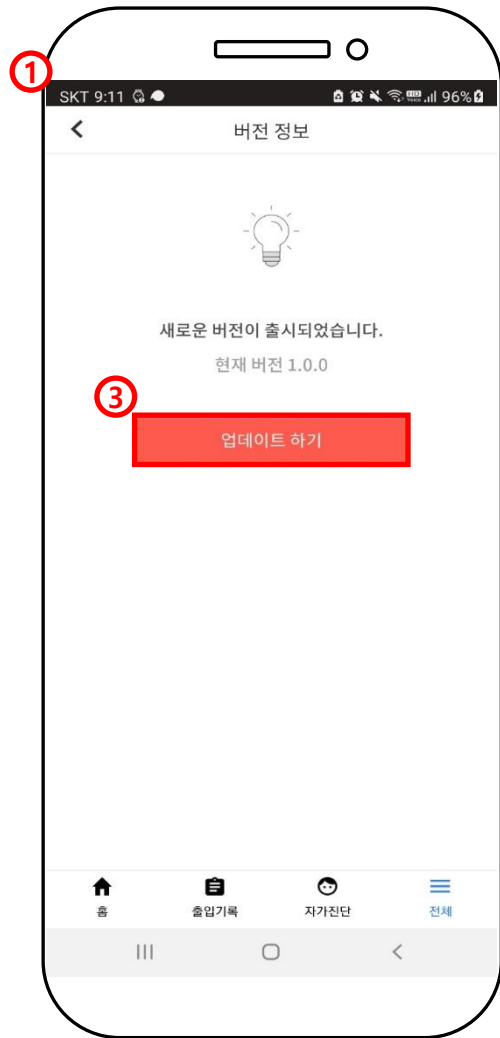 ①
SKT 9:11 96%
버전 정보
새로운 버전이 출시되었습니다.
현재 버전 1.0.0
③
업데이트 하기
홈 출입기록 자가진단 전체